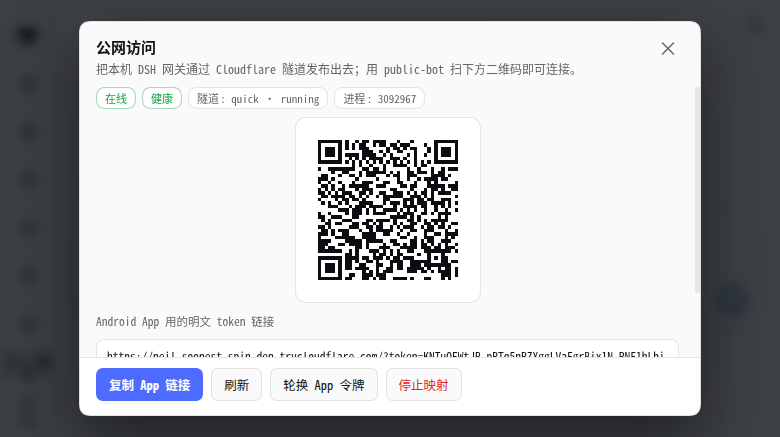 公网访问
把本机 DSH 网关通过 Cloudflare 隧道发布出去；用 public-bot 扫下方二维码即可连接。
在线 健康 隧道：quick · running 进程：3092967
Android App 用的明文 token 链接
复制 App 链接 刷新 轮换 App 令牌 停止映射